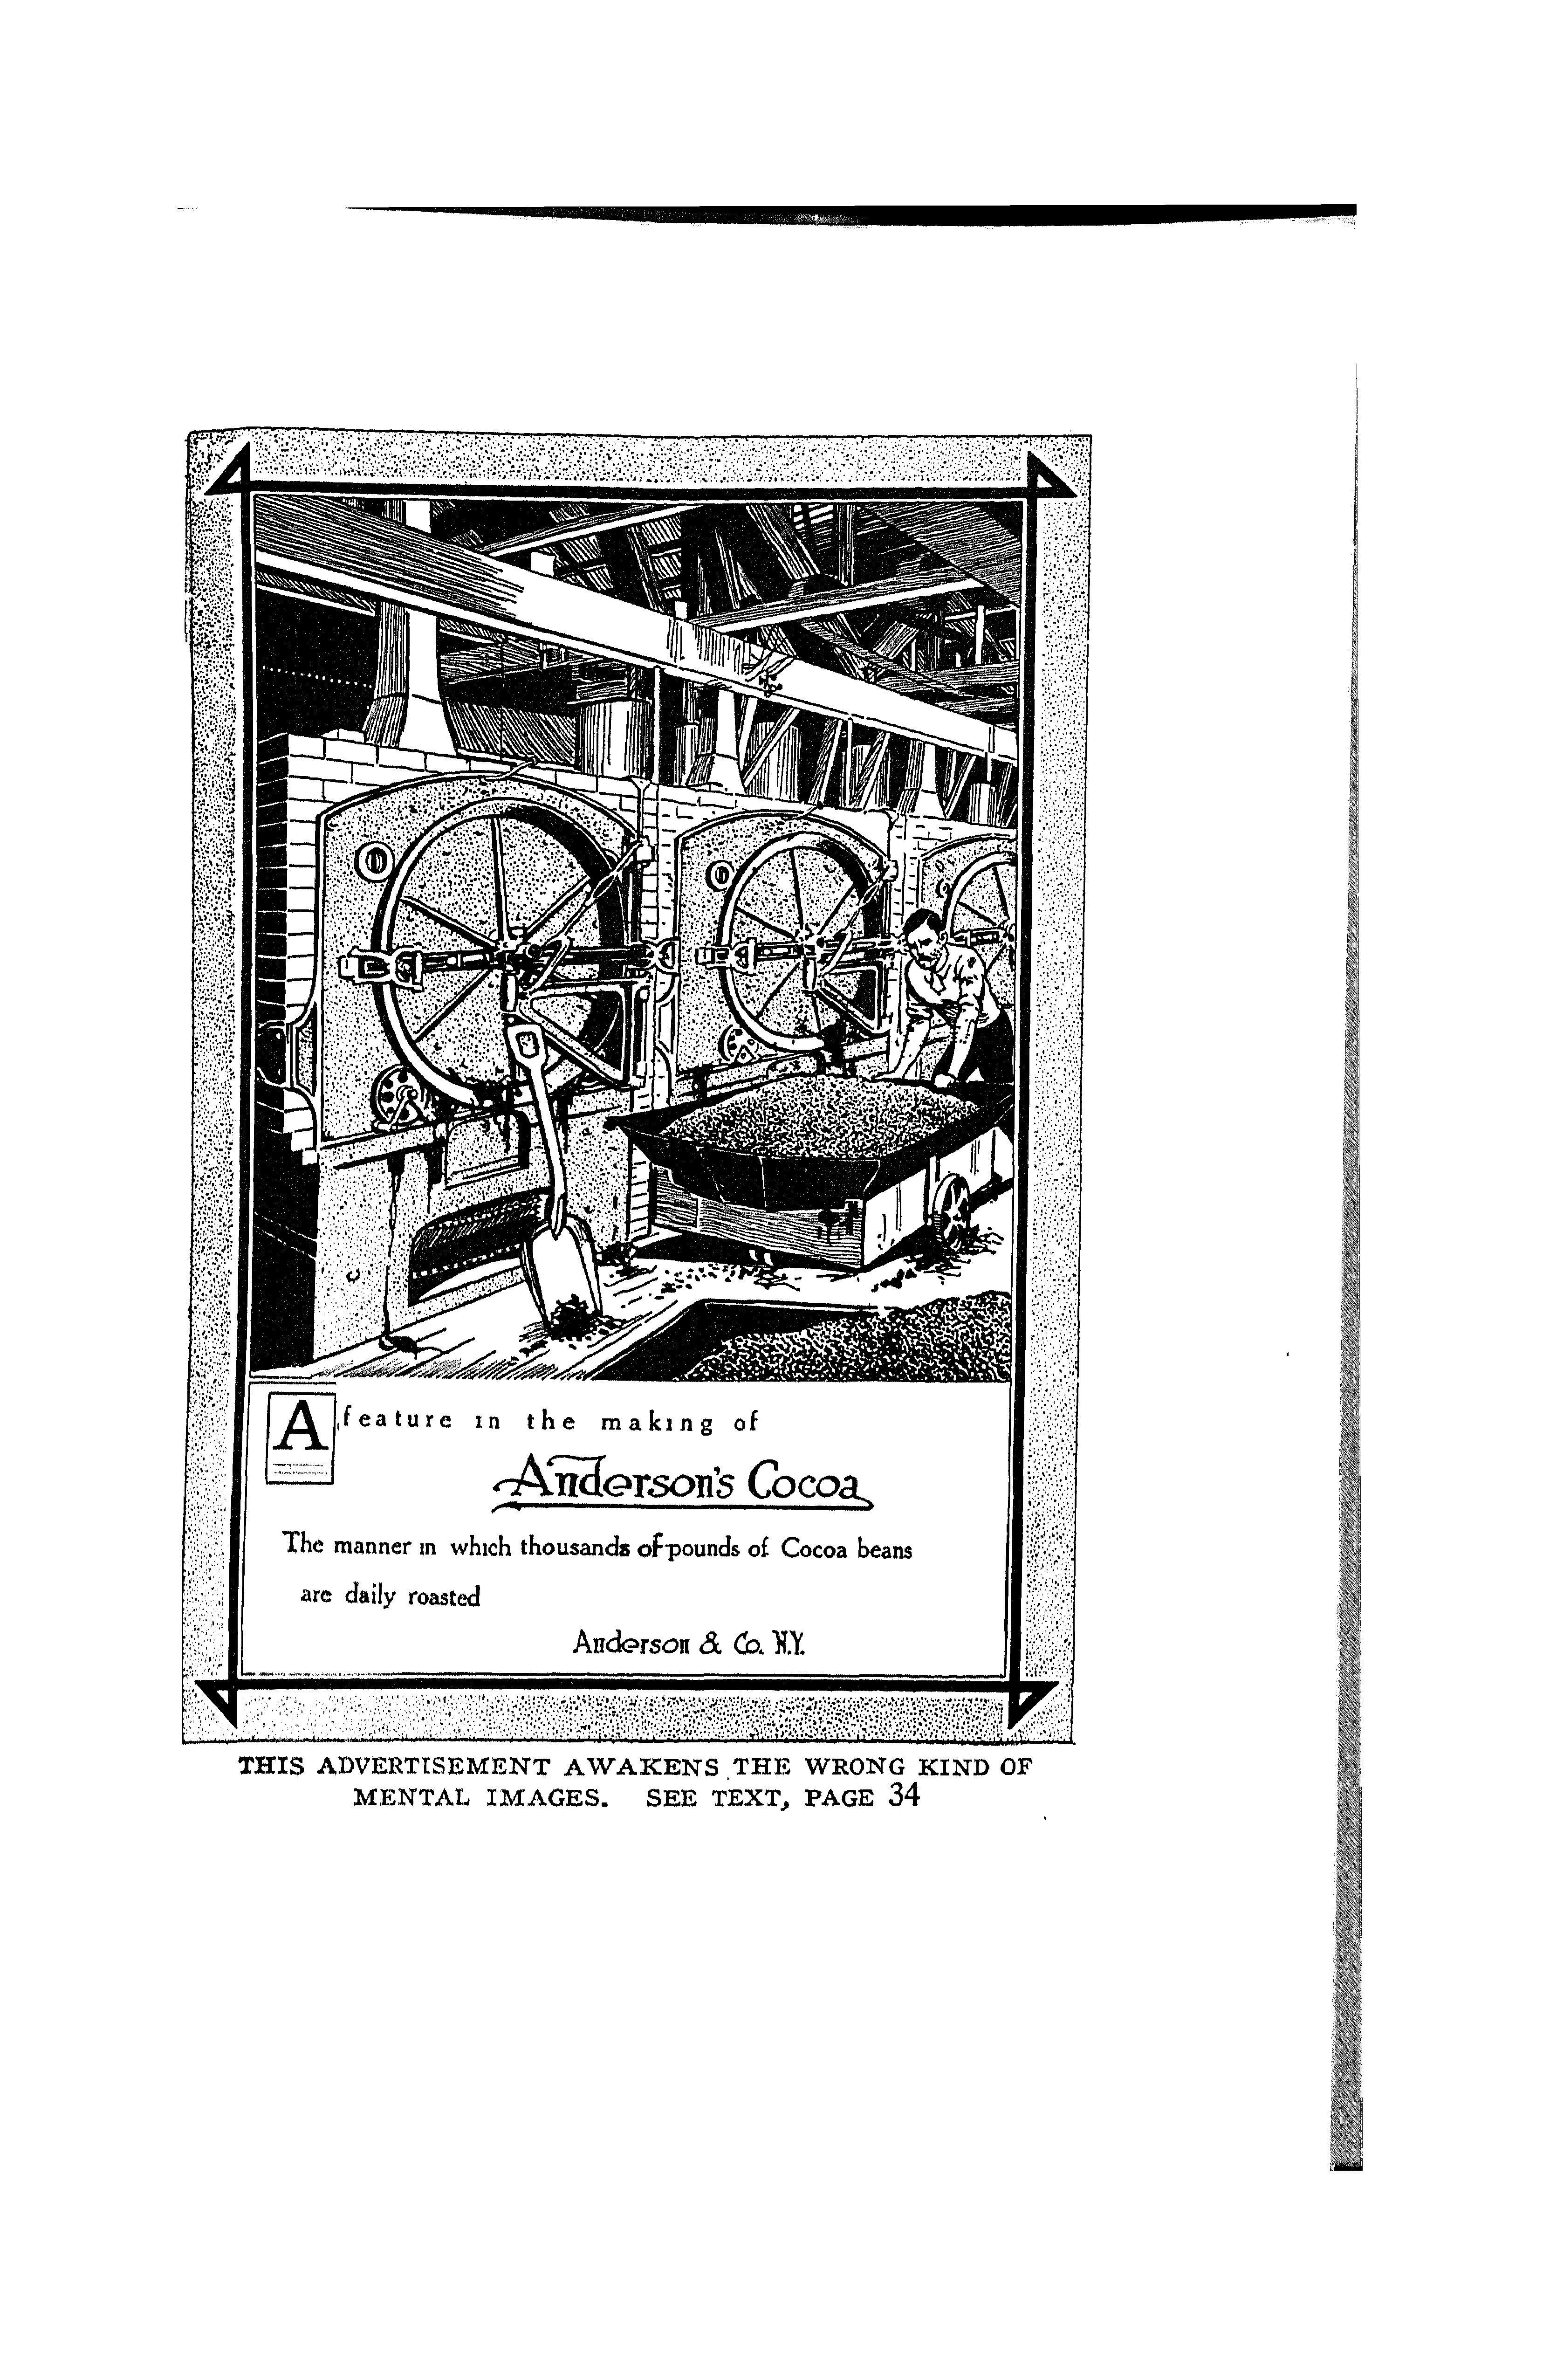 A feature in the making of
Anderson's Cocoa
The manner in which thousands of pounds of Cocoa beans
are daily roasted
Anderson & Co. N.Y.
THIS ADVERTISEMENT AWAKENS THE WRONG KIND OF
MENTAL IMAGES. SEE TEXT, PAGE 34